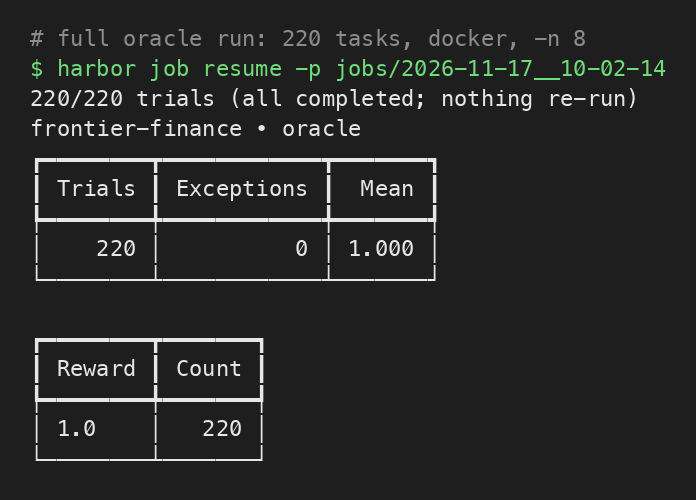 # full oracle run: 220 tasks, docker, -n 8
$ harbor job resume -p jobs/2026-11-17__10-02-14
220/220 trials (all completed; nothing re-run)
frontier-finance • oracle
Trials Exceptions Mean
220 0 1.000
Reward Count
1.0 220